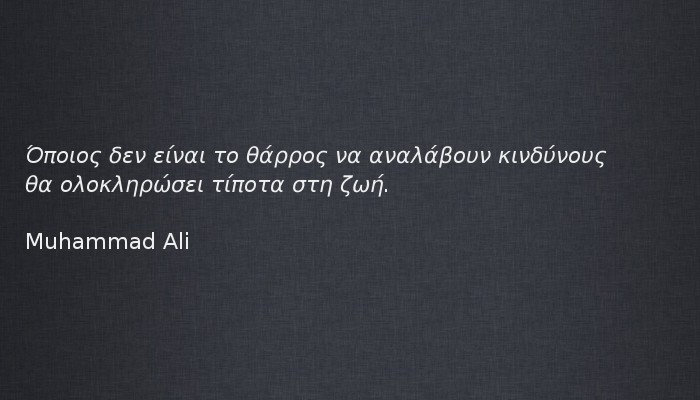 Όποιος δεν είναι το θάρρος να αναλάβουν κινδύνους
θα ολοκληρώσει τίποτα στη ζωή.
Muhammad Ali